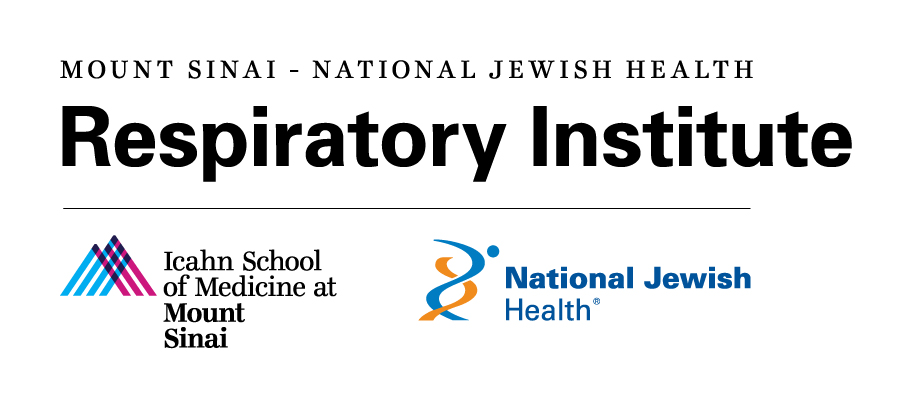 MOUNT SINAI - NATIONAL JEWISH HEALTH
Respiratory Institute
Icahn School
of Medicine at
Mount
Sinai
National Jewish
Health®